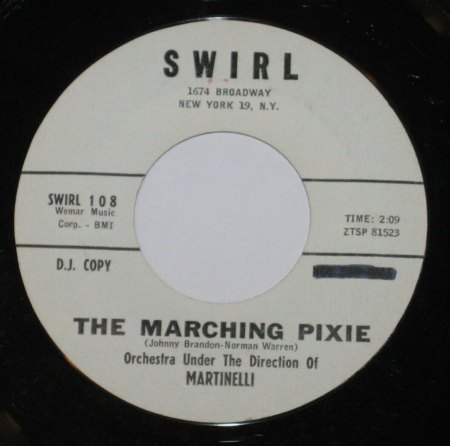 SWIRL
1674 BROADWAY
NEW YORK 19, N.Y.
SWIRL 108
Wemar Music
Corp. - BMI
TIME: 2:09
ZTSP 81523
D.J. COPY
THE MARCHING PIXIE
(Johnny Brandon-Norman Warren)
Orchestra Under The Direction Of
MARTINELLI